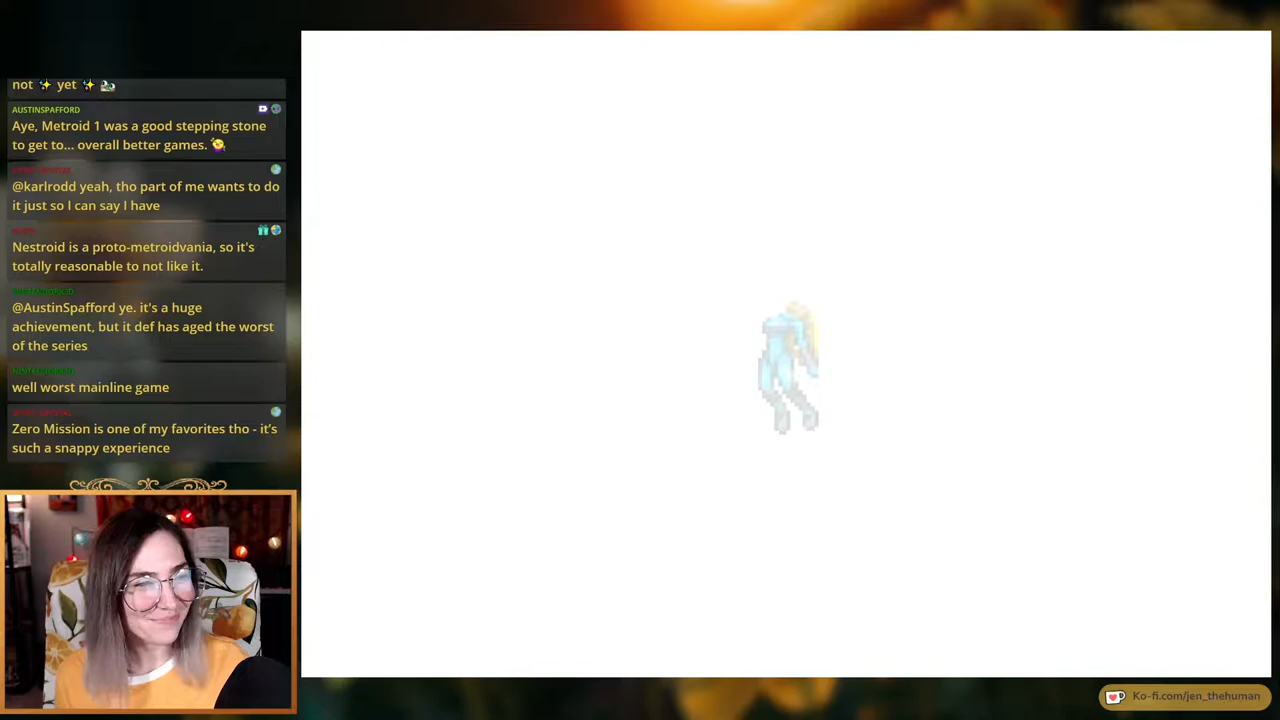 not ✨ yet ✨
AUSTINSPAFFORD
Aye, Metroid 1 was a good stepping stone
to get to... overall better games.
@karlrodd yeah, tho part of me wants to do
it just so I can say I have
Nestroid is a proto-metroidvania, so it's
totally reasonable to not like it.
@AustinSpafford ye. it's a huge
achievement, but it def has aged the worst
of the series
well worst mainline game
Zero Mission is one of my favorites tho - it's
such a snappy experience
Ko-fi.com/jen_thehuman